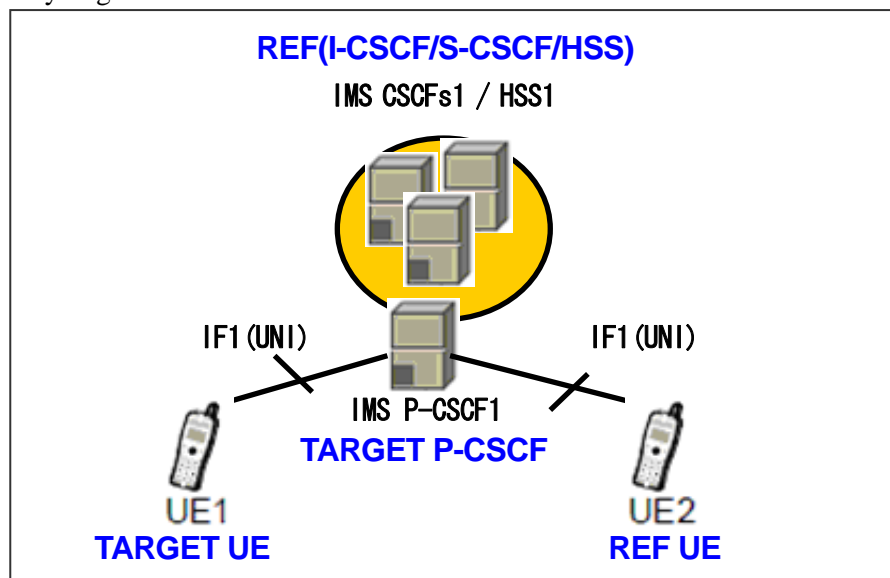 REF(I-CSCF/S-CSCF/HSS)
IMS CSCFs1 / HSS1
IF1(UNI)
IF1(UNI)
IMS P-CSCF1
TARGET P-CSCF
UE1
UE2
TARGET UE
REF UE